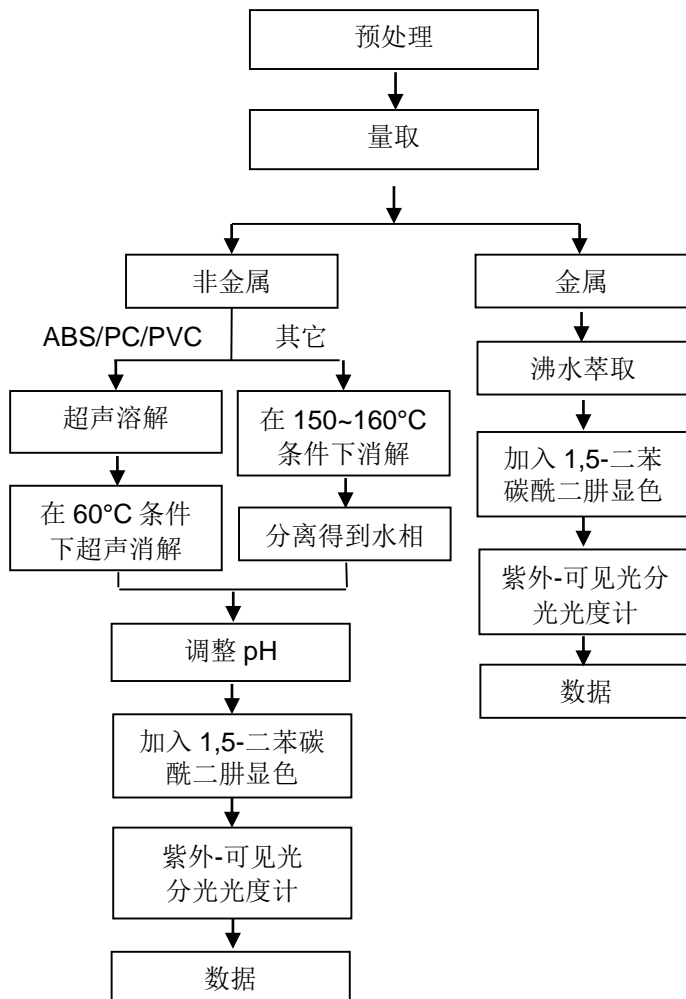 预处理
量取
非金属
金属
ABS/PC/PVC
其它
沸水萃取
超声溶解
在 150~160°C
条件下消解
加入 1,5-二苯
碳酰二肼显色
在 60°C 条件
下超声消解
分离得到水相
紫外-可见光分
光光度计
调整 pH
数据
加入 1,5-二苯碳
酰二肼显色
紫外-可见光
分光光度计
数据